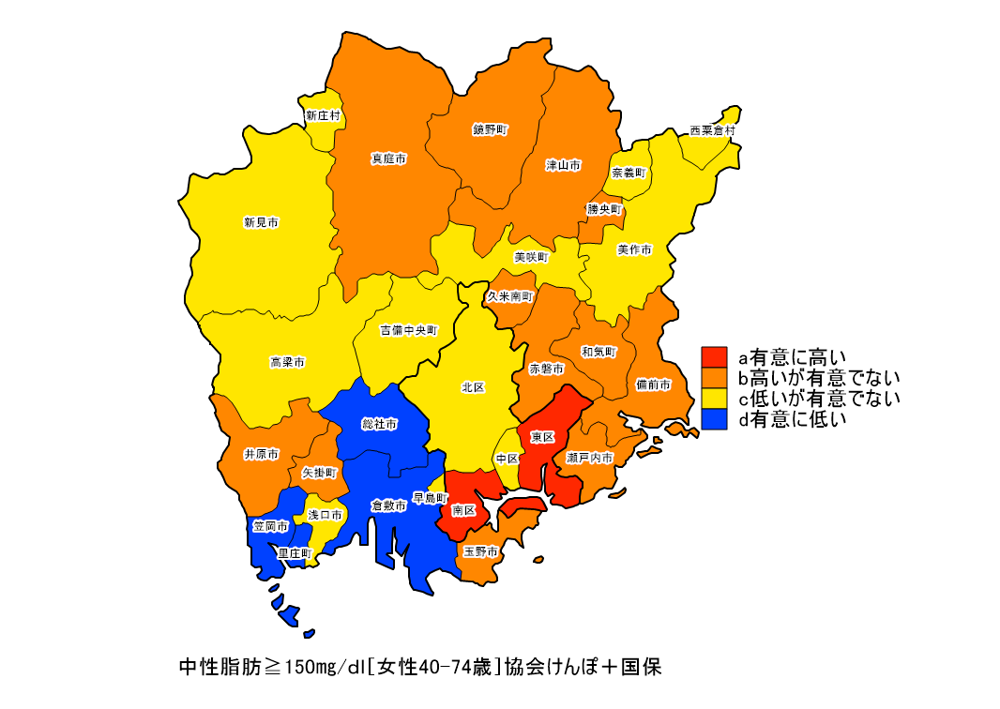 新庄村
西粟倉村
鏡野町
真庭市
津山市
奈義町
勝央町
新見市
美作市
美咲町
久米南町
吉備中央町
和気町
高梁市
赤磐市
備前市
北区
総社市
東区
井原市
中区
瀬戸内市
矢掛町
早島町
倉敷市
南区
浅口市
笠岡市
里庄町
玉野市
a有意に高い
b高いが有意でない
c低いが有意でない
d有意に低い
中性脂肪≧150mg/dl[女性40-74歳]協会けんぽ＋国保